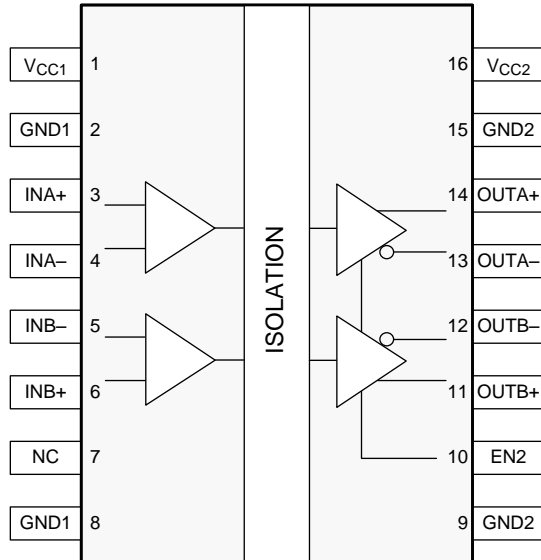 VCC1 1 16 VCC2
GND1 2 15 GND2
INA+ 3 14 OUTA+
INA– 4 13 OUTA–
INB– 5 12 OUTB–
INB+ 6 11 OUTB+
NC 7 10 EN2
GND1 8 9 GND2
ISOLATION